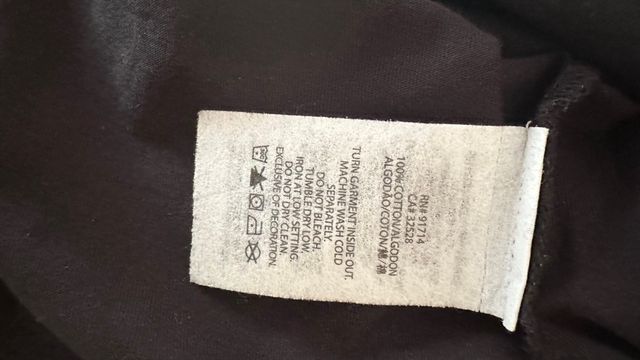 RN# 91714
CA# 32528
100% COTTON/ALGODON
ALGODÃO/COTON/綿/棉
TURN GARMENT INSIDE OUT.
MACHINE WASH COLD
SEPARATELY.
DO NOT BLEACH.
TUMBLE DRY LOW.
IRON AT LOW SETTING.
DO NOT DRY CLEAN.
EXCLUSIVE OF DECORATION.